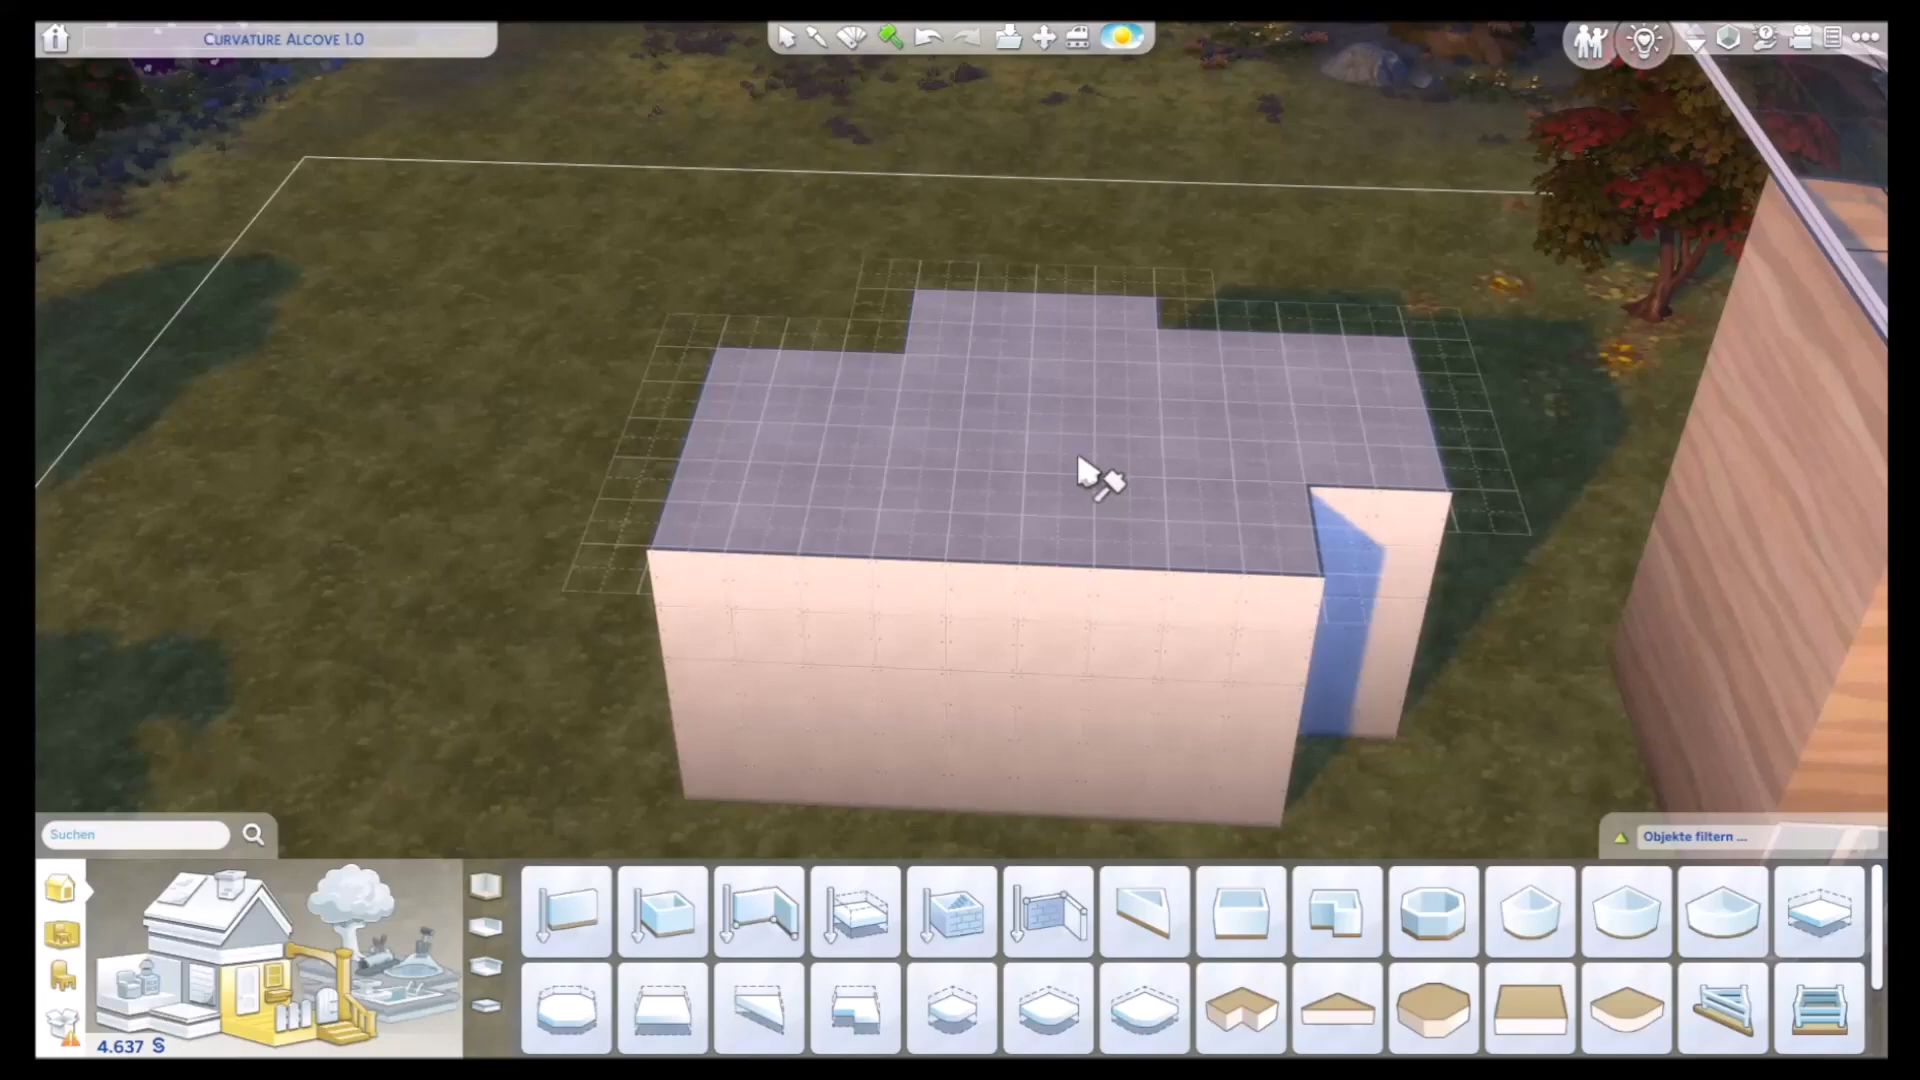 Curvature Alcove 1.0
Suchen
Objekte filtern ...
4.637 §